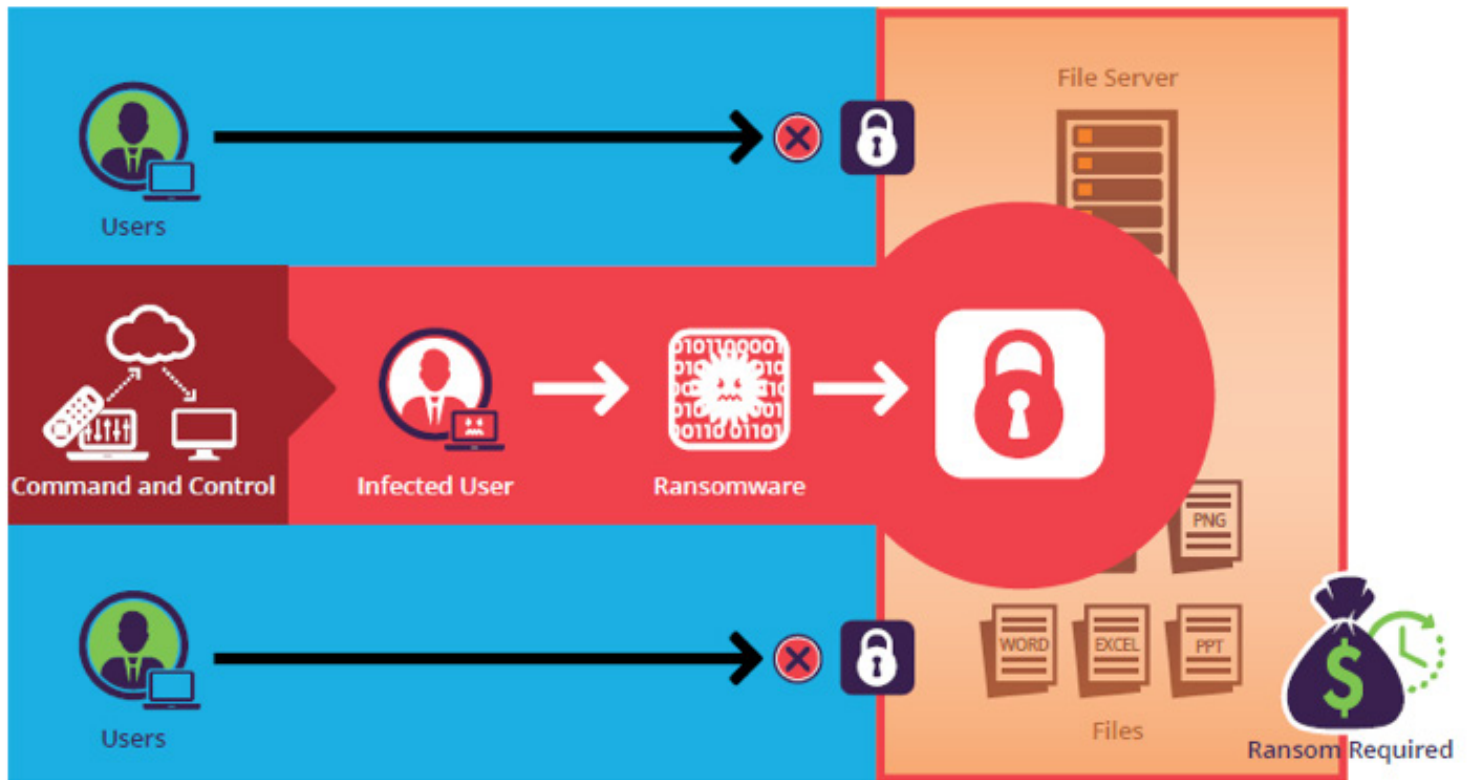 File Server
Users
Command and Control
Infected User
Ransomware
PNG
WORD
EXCEL
PPT
Users
Files
Ransom Required